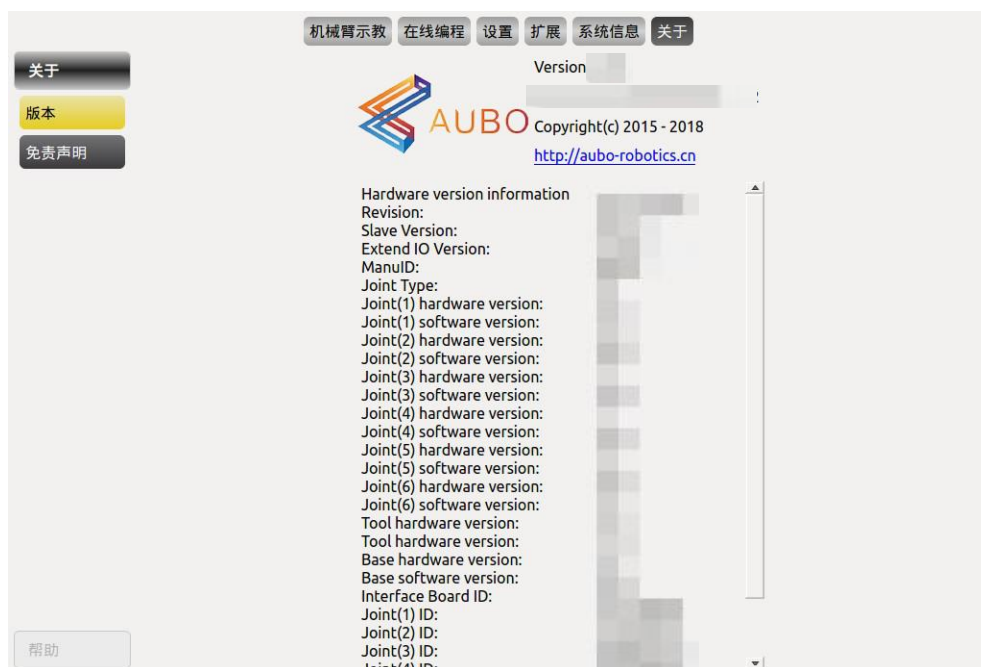 机械臂示教 在线编程 设置 扩展 系统信息 关于
关于
版本
免责声明
AUBO
Version
Copyright(c) 2015 - 2018
http://aubo-robotics.cn
Hardware version information
Revision:
Slave Version:
Extend IO Version:
ManuID:
Joint Type:
Joint(1) hardware version:
Joint(1) software version:
Joint(2) hardware version:
Joint(2) software version:
Joint(3) hardware version:
Joint(3) software version:
Joint(4) hardware version:
Joint(4) software version:
Joint(5) hardware version:
Joint(5) software version:
Joint(6) hardware version:
Joint(6) software version:
Tool hardware version:
Tool hardware version:
Base hardware version:
Base software version:
Interface Board ID:
Joint(1) ID:
Joint(2) ID:
Joint(3) ID:
Joint(4) ID:
帮助